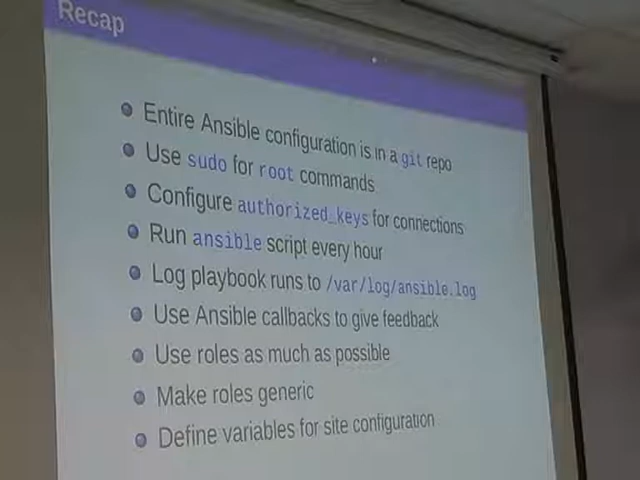 Recap
Entire Ansible configuration is in a git repo
Use sudo for root commands
Configure authorized_keys for connections
Run ansible script every hour
Log playbook runs to /var/log/ansible.log
Use Ansible callbacks to give feedback
Use roles as much as possible
Make roles generic
Define variables for site configuration